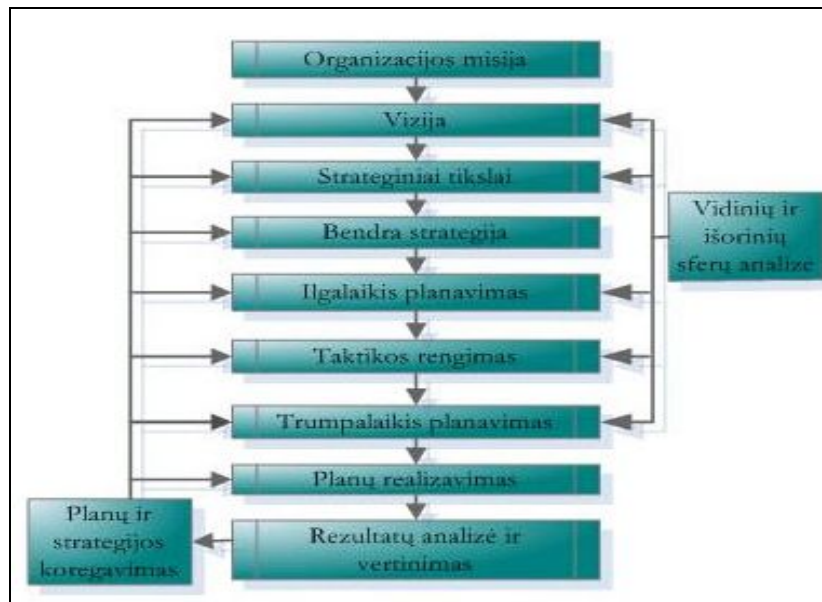 Organizacijos misija
Vizija
Strateginiai tikslai
Bendra strategija
Ilgalaikis planavimas
Taktikos rengimas
Trumpalaikis planavimas
Planų realizavimas
Rezultatų analizė ir
vertinimas
Vidinių ir
išorinių
sferų analizė
Planų ir
strategijos
koregavimas